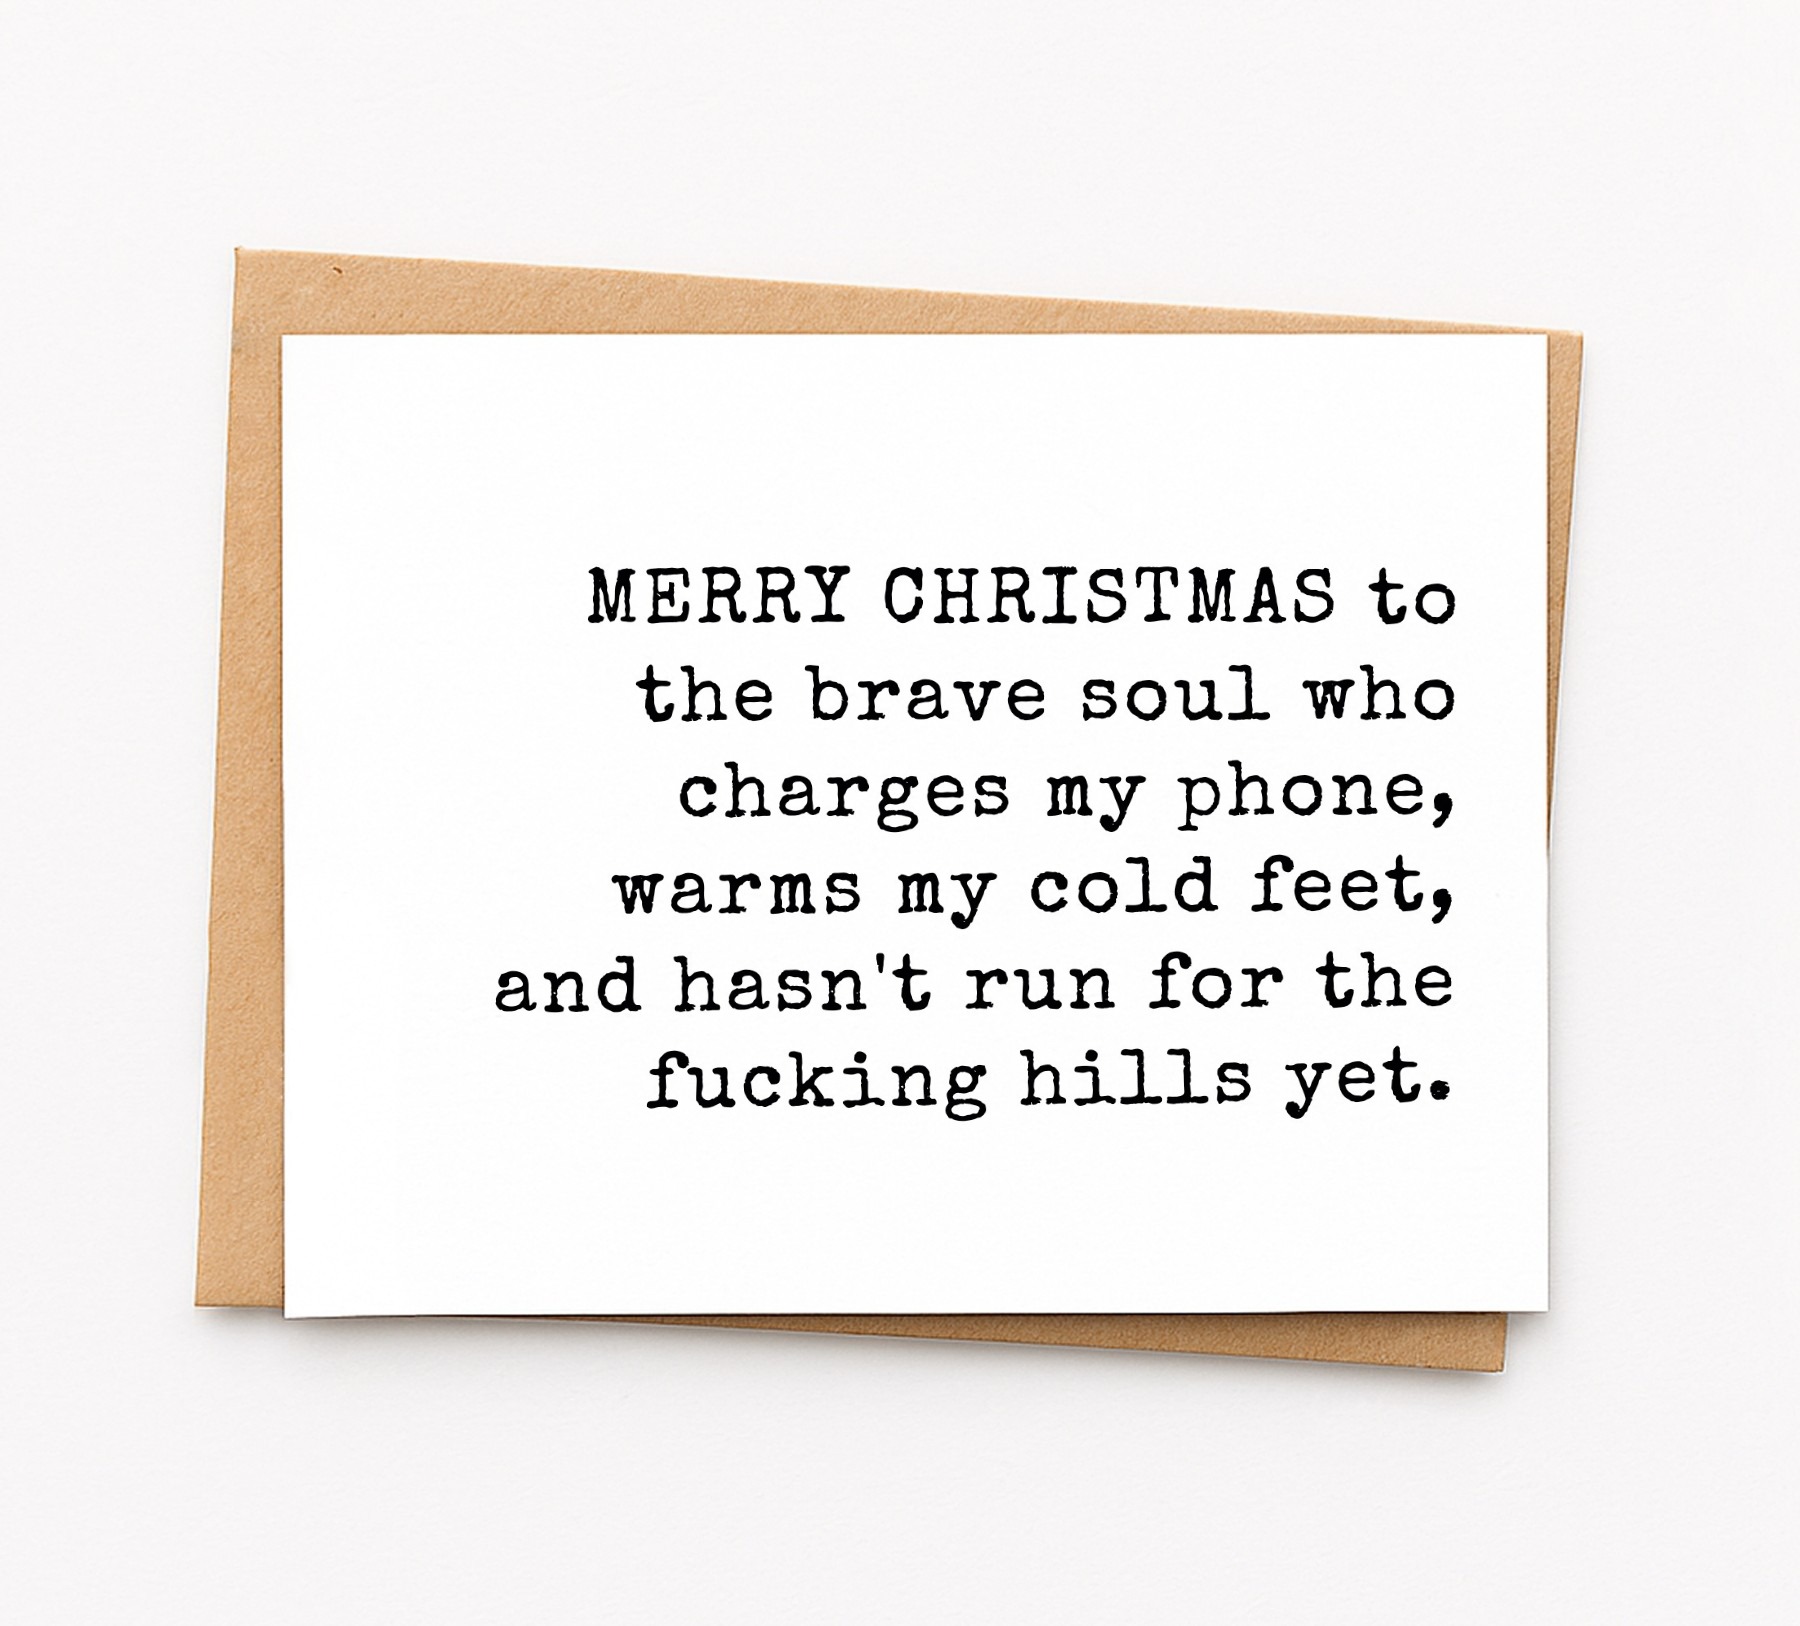 MERRY CHRISTMAS to
the brave soul who
charges my phone,
warms my cold feet,
and hasn't run for the
fucking hills yet.